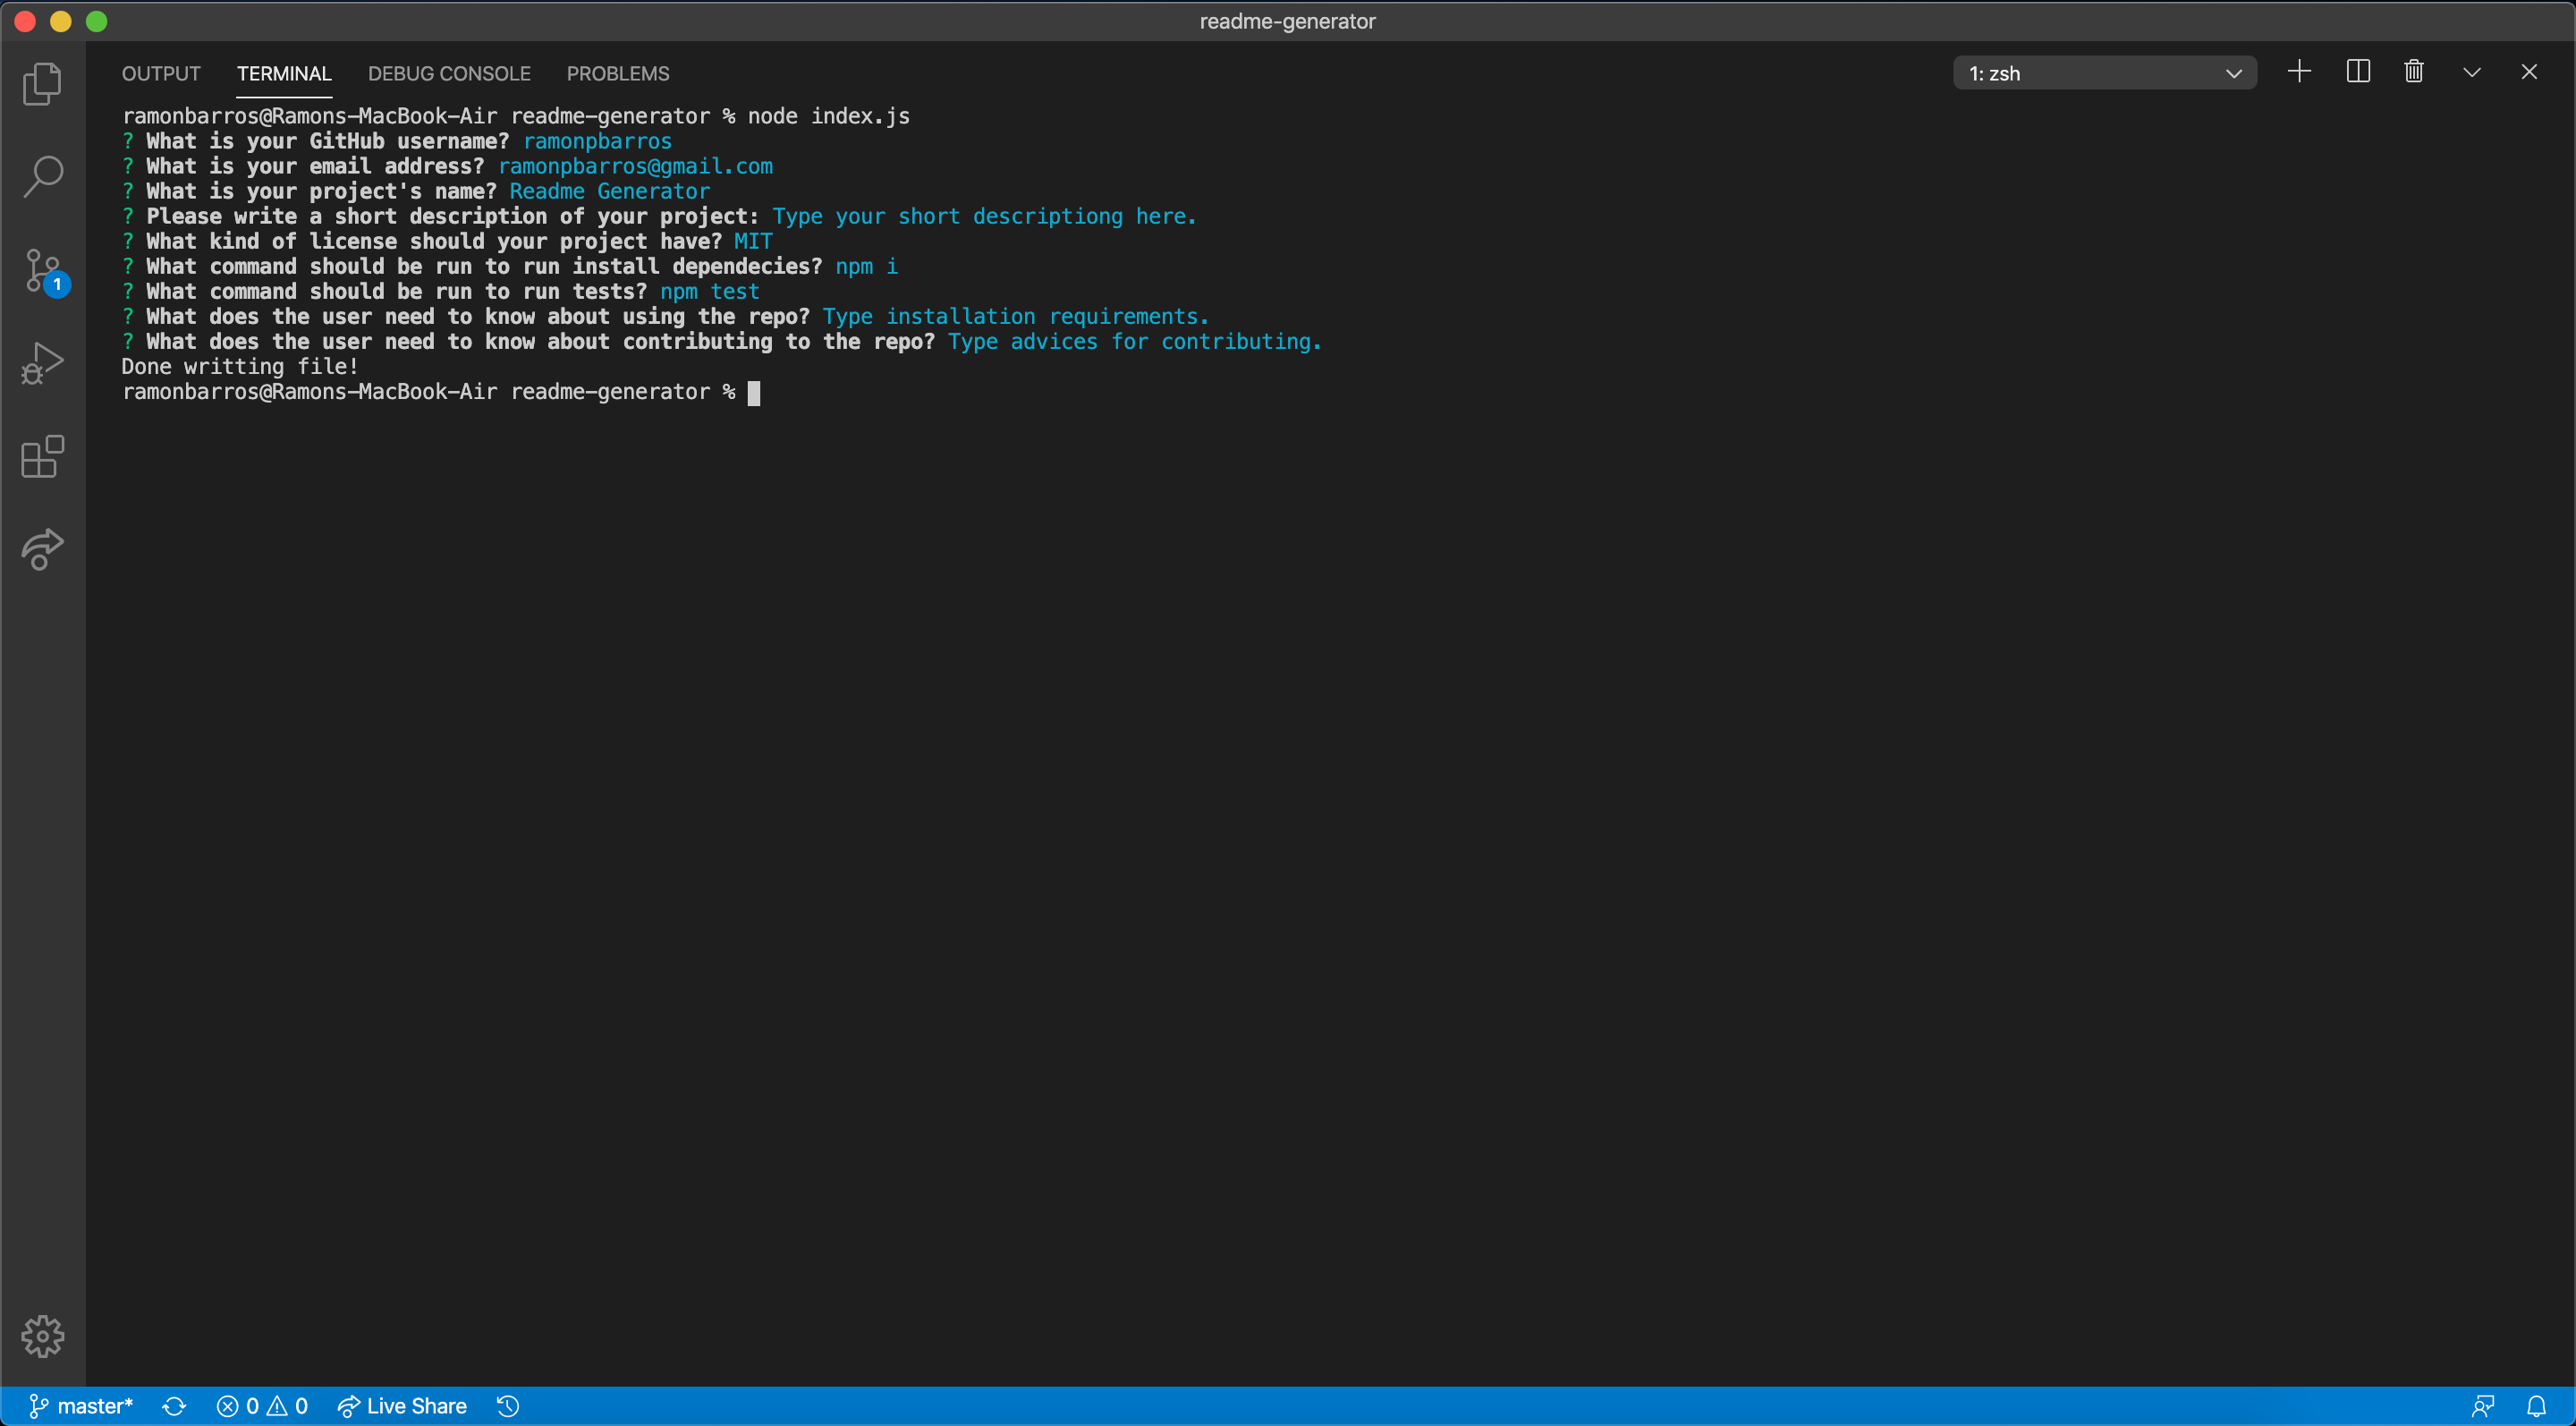 readme-generator
OUTPUT TERMINAL DEBUG CONSOLE PROBLEMS 1: zsh
ramonbarros@Ramons-MacBook-Air readme-generator % node index.js
? What is your GitHub username? ramonpbarros
? What is your email address? ramonpbarros@gmail.com
? What is your project's name? Readme Generator
? Please write a short description of your project: Type your short descriptiong here.
? What kind of license should your project have? MIT
? What command should be run to run install dependecies? npm i
? What command should be run to run tests? npm test
? What does the user need to know about using the repo? Type installation requirements.
? What does the user need to know about contributing to the repo? Type advices for contributing.
Done writting file!
ramonbarros@Ramons-MacBook-Air readme-generator %
1
master* 0 0 Live Share